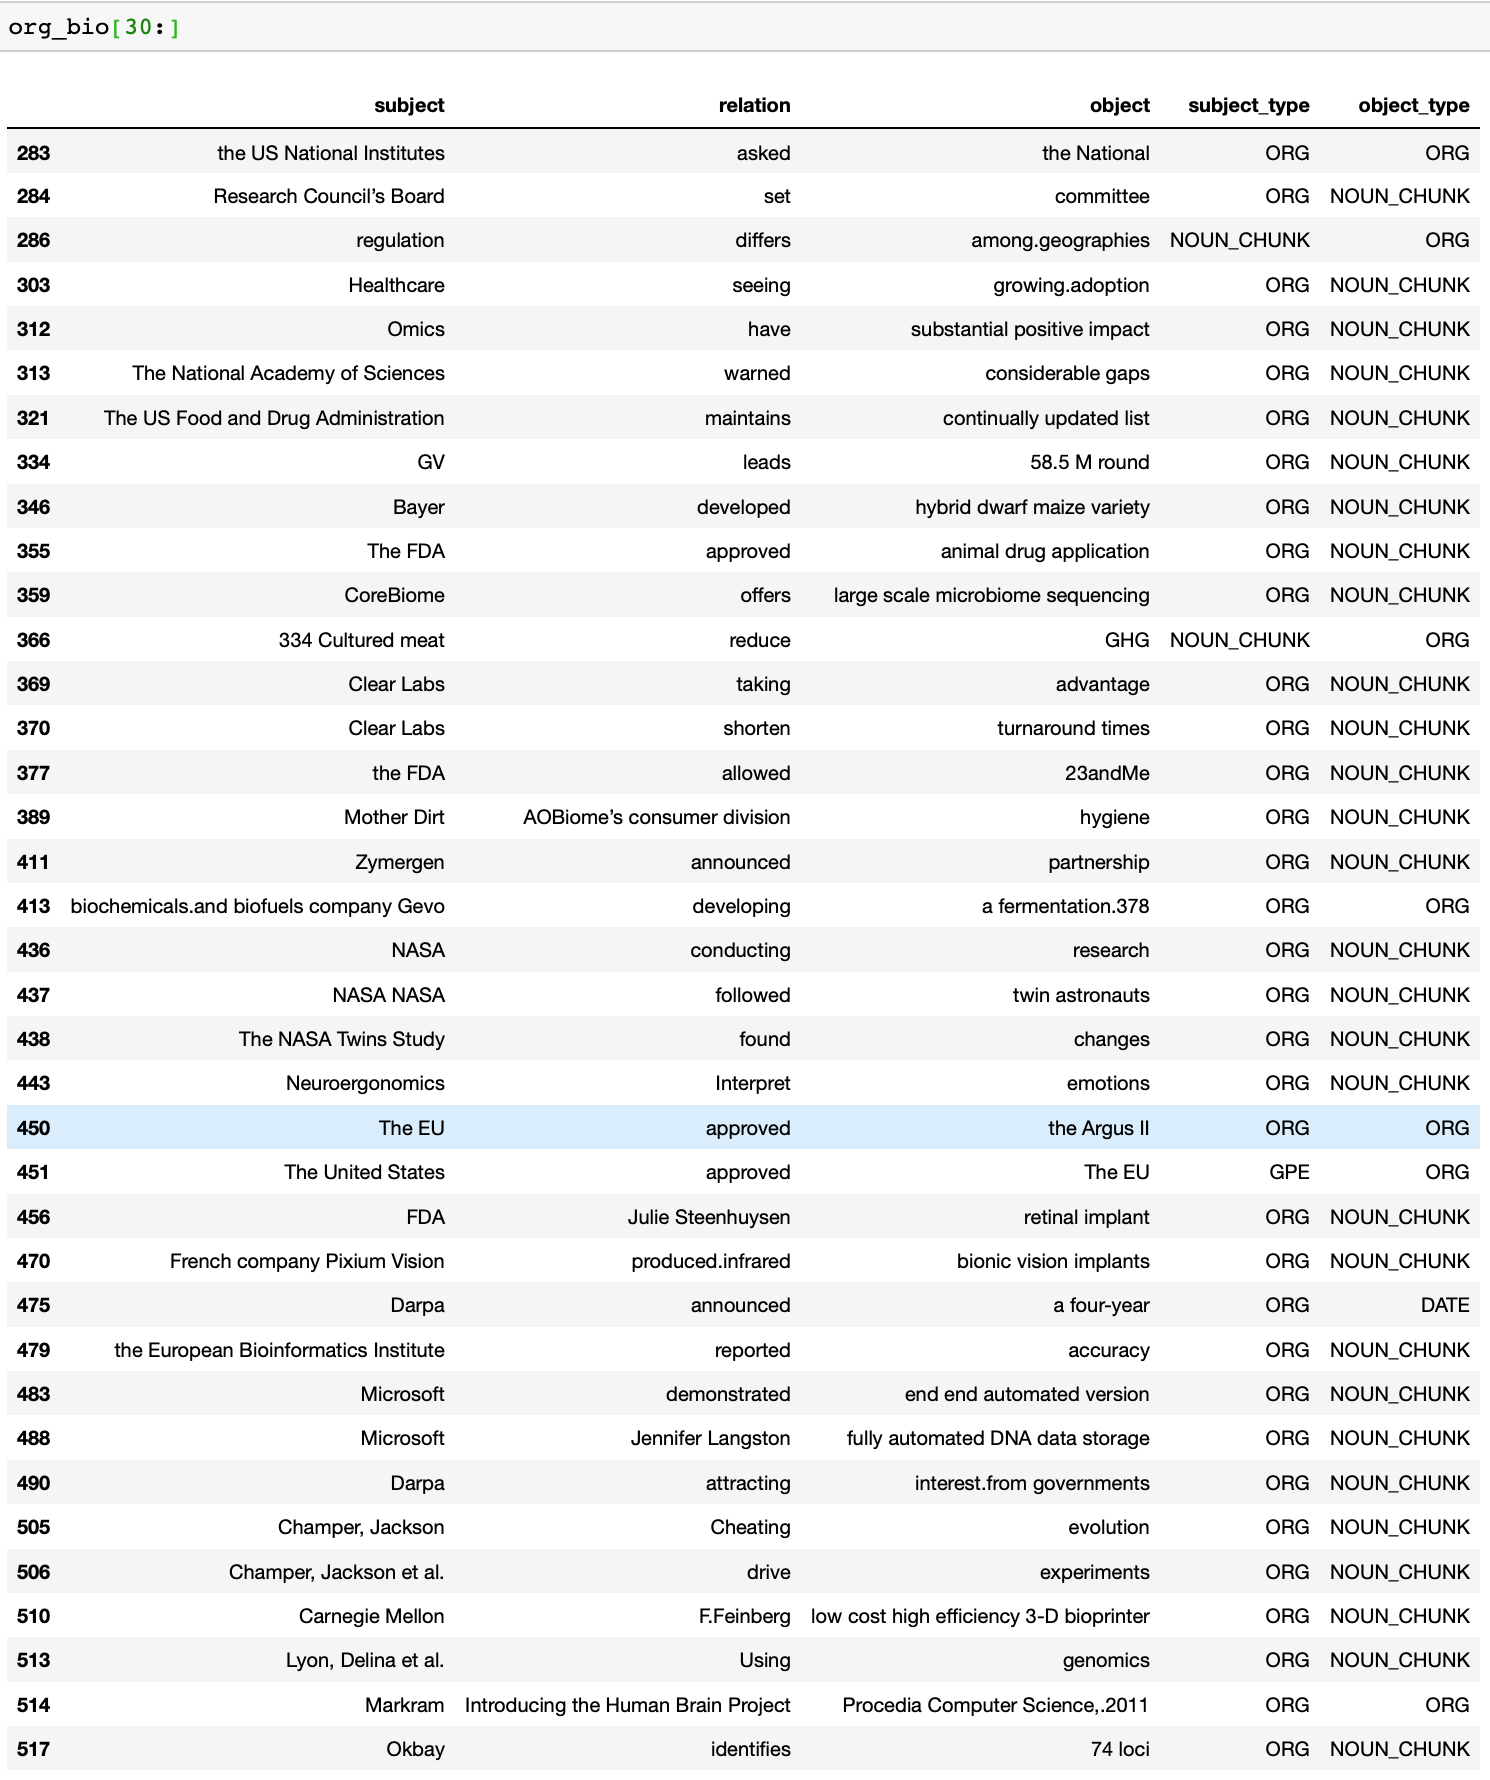 org_bio[30:]
subject relation object subject_type object_type
283 the US National Institutes asked the National ORG ORG
284 Research Council’s Board set committee ORG NOUN_CHUNK
286 regulation differs among.geographies NOUN_CHUNK ORG
303 Healthcare seeing growing.adoption ORG NOUN_CHUNK
312 Omics have substantial positive impact ORG NOUN_CHUNK
313 The National Academy of Sciences warned considerable gaps ORG NOUN_CHUNK
321 The US Food and Drug Administration maintains continually updated list ORG NOUN_CHUNK
334 GV leads 58.5 M round ORG NOUN_CHUNK
346 Bayer developed hybrid dwarf maize variety ORG NOUN_CHUNK
355 The FDA approved animal drug application ORG NOUN_CHUNK
359 CoreBiome offers large scale microbiome sequencing ORG NOUN_CHUNK
366 334 Cultured meat reduce GHG NOUN_CHUNK ORG
369 Clear Labs taking advantage ORG NOUN_CHUNK
370 Clear Labs shorten turnaround times ORG NOUN_CHUNK
377 the FDA allowed 23andMe ORG NOUN_CHUNK
389 Mother Dirt AOBiome’s consumer division hygiene ORG NOUN_CHUNK
411 Zymergen announced partnership ORG NOUN_CHUNK
413 biochemicals.and biofuels company Gevo developing a fermentation.378 ORG ORG
436 NASA conducting research ORG NOUN_CHUNK
437 NASA NASA followed twin astronauts ORG NOUN_CHUNK
438 The NASA Twins Study found changes ORG NOUN_CHUNK
443 Neuroergonomics Interpret emotions ORG NOUN_CHUNK
450 The EU approved the Argus II ORG ORG
451 The United States approved The EU GPE ORG
456 FDA Julie Steenhuysen retinal implant ORG NOUN_CHUNK
470 French company Pixium Vision produced.infrared bionic vision implants ORG NOUN_CHUNK
475 Darpa announced a four-year ORG DATE
479 the European Bioinformatics Institute reported accuracy ORG NOUN_CHUNK
483 Microsoft demonstrated end end automated version ORG NOUN_CHUNK
488 Microsoft Jennifer Langston fully automated DNA data storage ORG NOUN_CHUNK
490 Darpa attracting interest.from governments ORG NOUN_CHUNK
505 Champer, Jackson Cheating evolution ORG NOUN_CHUNK
506 Champer, Jackson et al. drive experiments ORG NOUN_CHUNK
510 Carnegie Mellon F.Feinberg low cost high efficiency 3-D bioprinter ORG NOUN_CHUNK
513 Lyon, Delina et al. Using genomics ORG NOUN_CHUNK
514 Markram Introducing the Human Brain Project Procedia Computer Science,.2011 ORG ORG
517 Okbay identifies 74 loci ORG NOUN_CHUNK